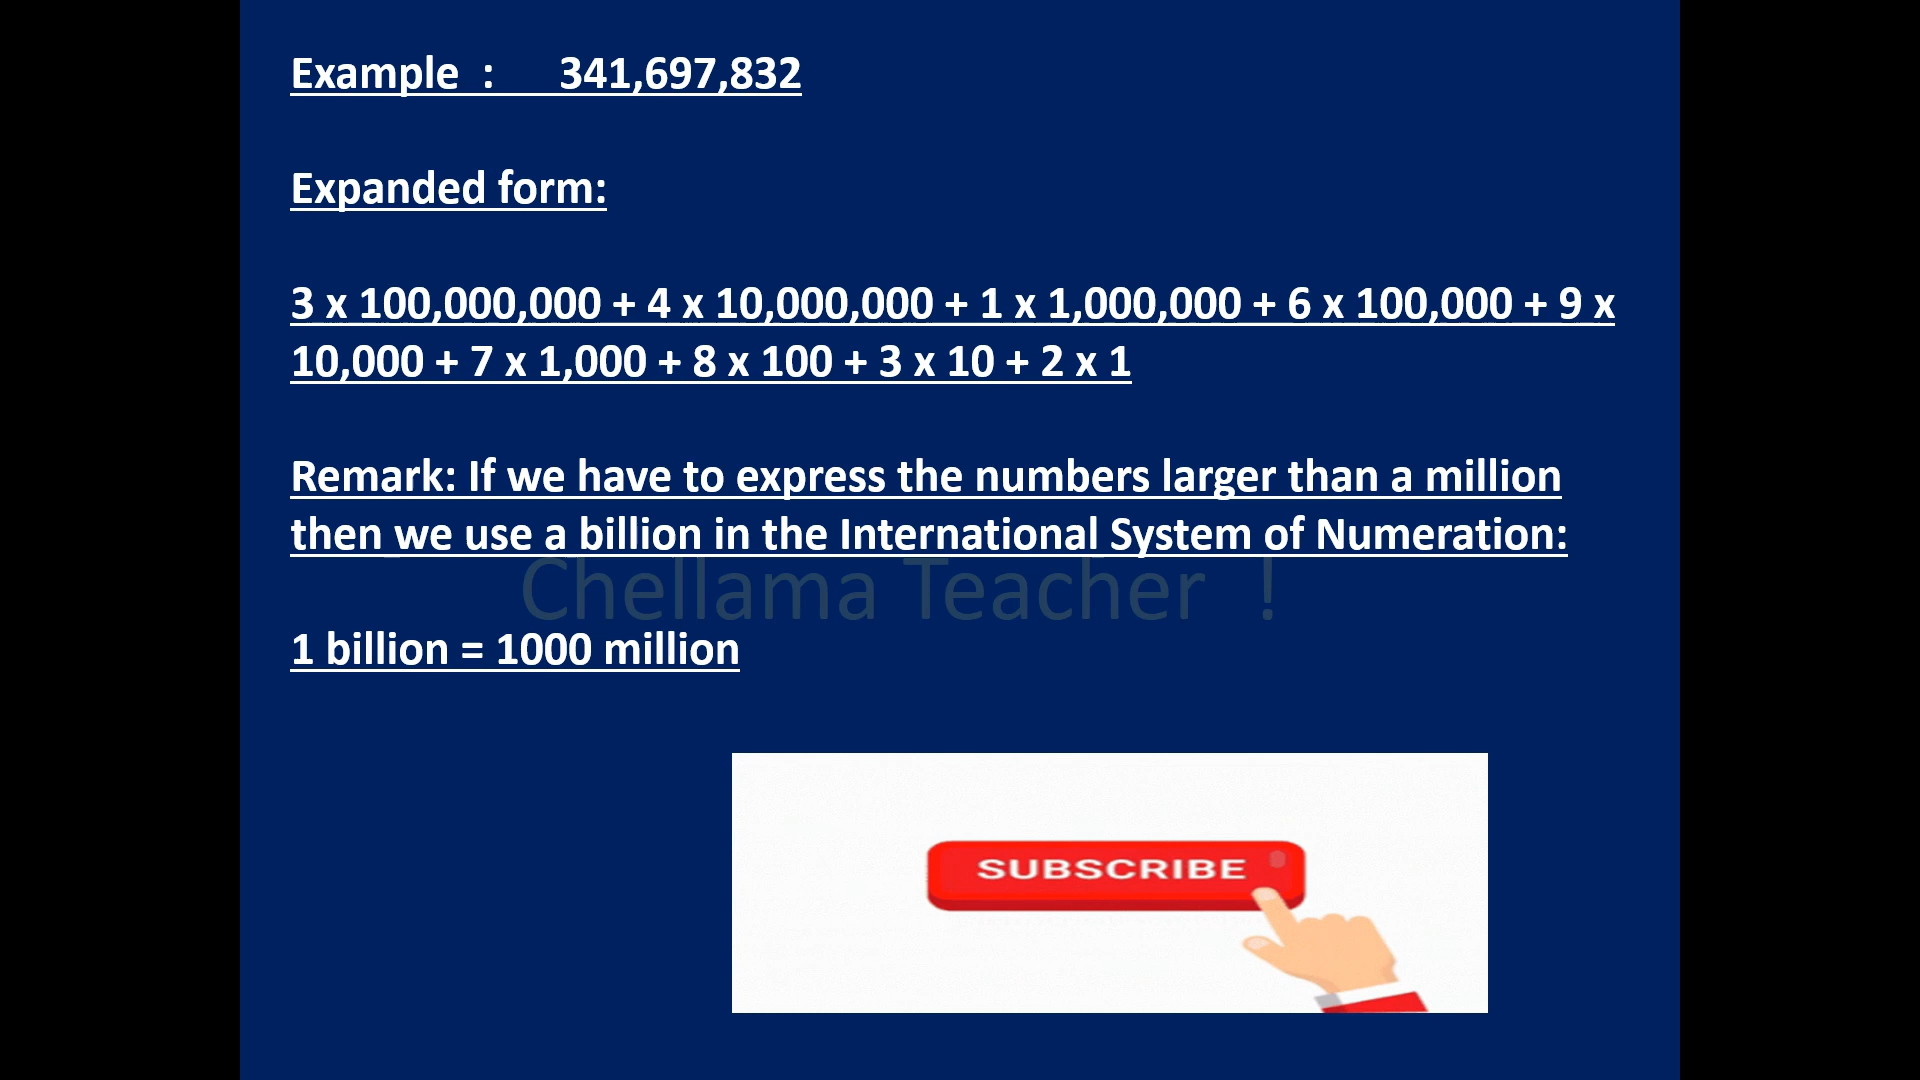 Example : 341,697,832
Expanded form:
3 x 100,000,000 + 4 x 10,000,000 + 1 x 1,000,000 + 6 x 100,000 + 9 x
10,000 + 7 x 1,000 + 8 x 100 + 3 x 10 + 2 x 1
Remark: If we have to express the numbers larger than a million
then we use a billion in the International System of Numeration:
Chellama Teacher !
1 billion = 1000 million
SUBSCRIBE